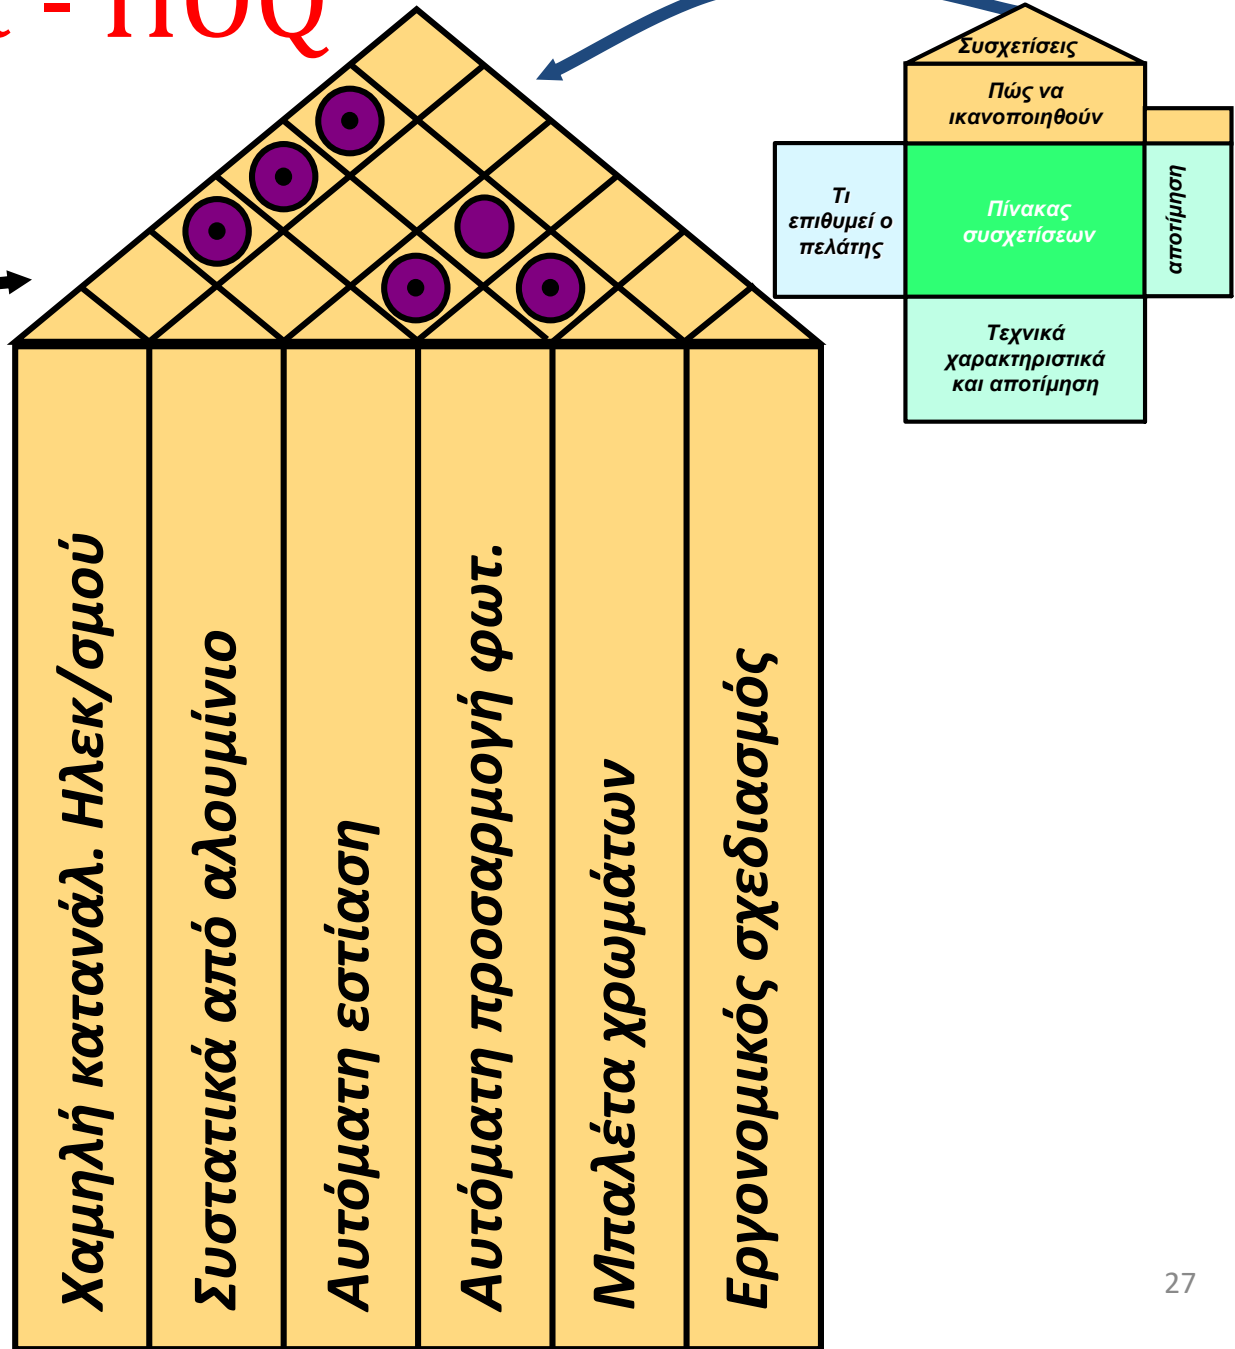 - HOQ
Συσχετίσεις
Πώς να
ικανοποιηθούν
Τι
επιθυμεί ο
πελάτης
Πίνακας
συσχετίσεων
αποτίμηση
Τεχνικά
χαρακτηριστικά
και αποτίμηση
Χαμηλή κατανάλ. Ηλεκ/σμού
Συστατικά από αλουμίνιο
Αυτόματη εστίαση
Αυτόματη προσαρμογή φωτ.
Μπαλέτα χρωμάτων
Εργονομικός σχεδιασμός
27